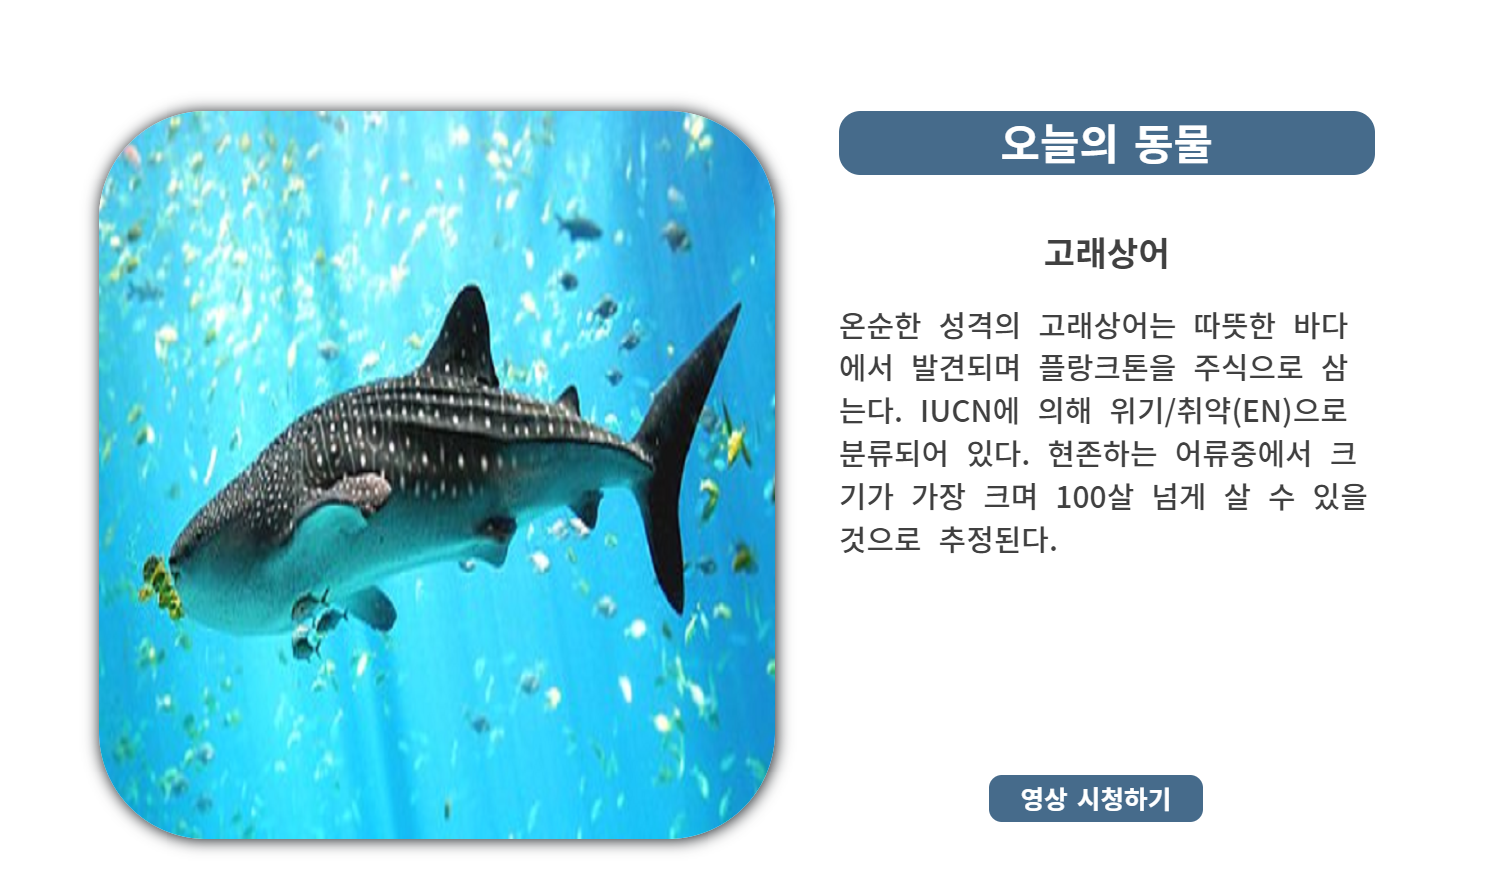 오늘의 동물
고래상어
온순한 성격의 고래상어는 따뜻한 바다
에서 발견되며 플랑크톤을 주식으로 삼
는다. IUCN에 의해 위기/취약(EN)으로
분류되어 있다. 현존하는 어류중에서 크
기가 가장 크며 100살 넘게 살 수 있을
것으로 추정된다.
영상 시청하기